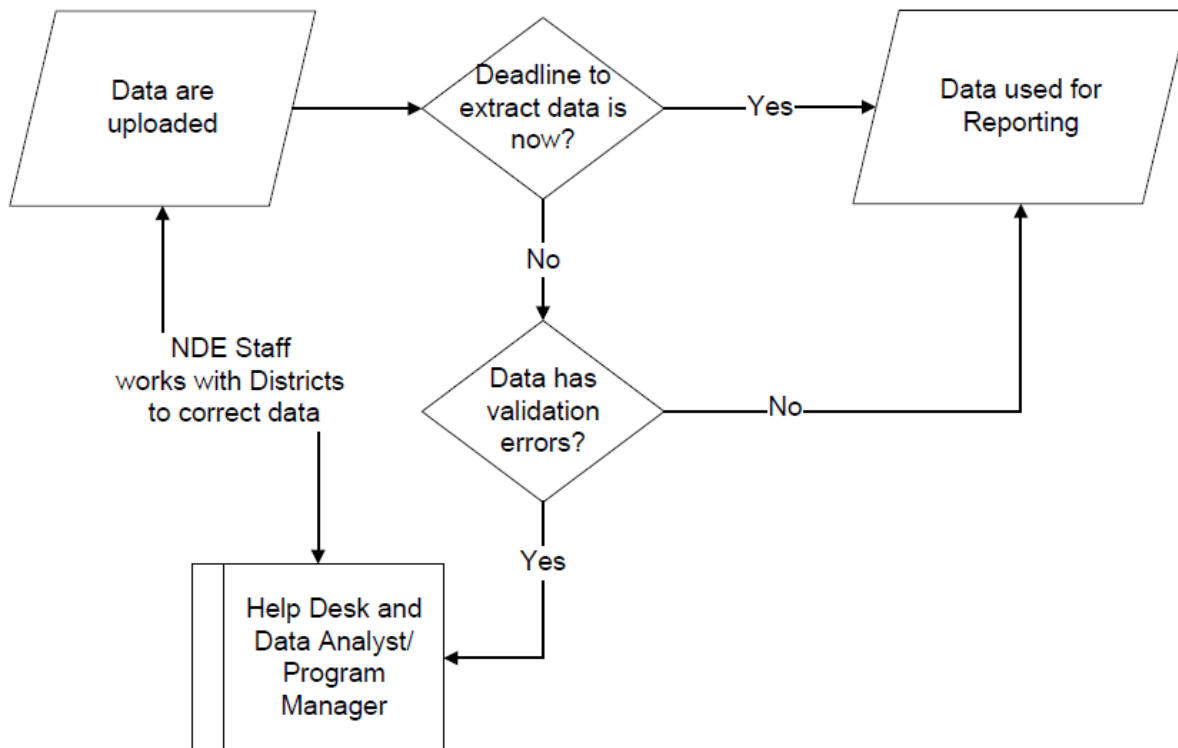 Data are
uploaded
Deadline to
extract data is
now?
Yes
Data used for
Reporting
No
NDE Staff
works with Districts
to correct data
Data has
validation
errors?
No
Yes
Help Desk and
Data Analyst/
Program
Manager